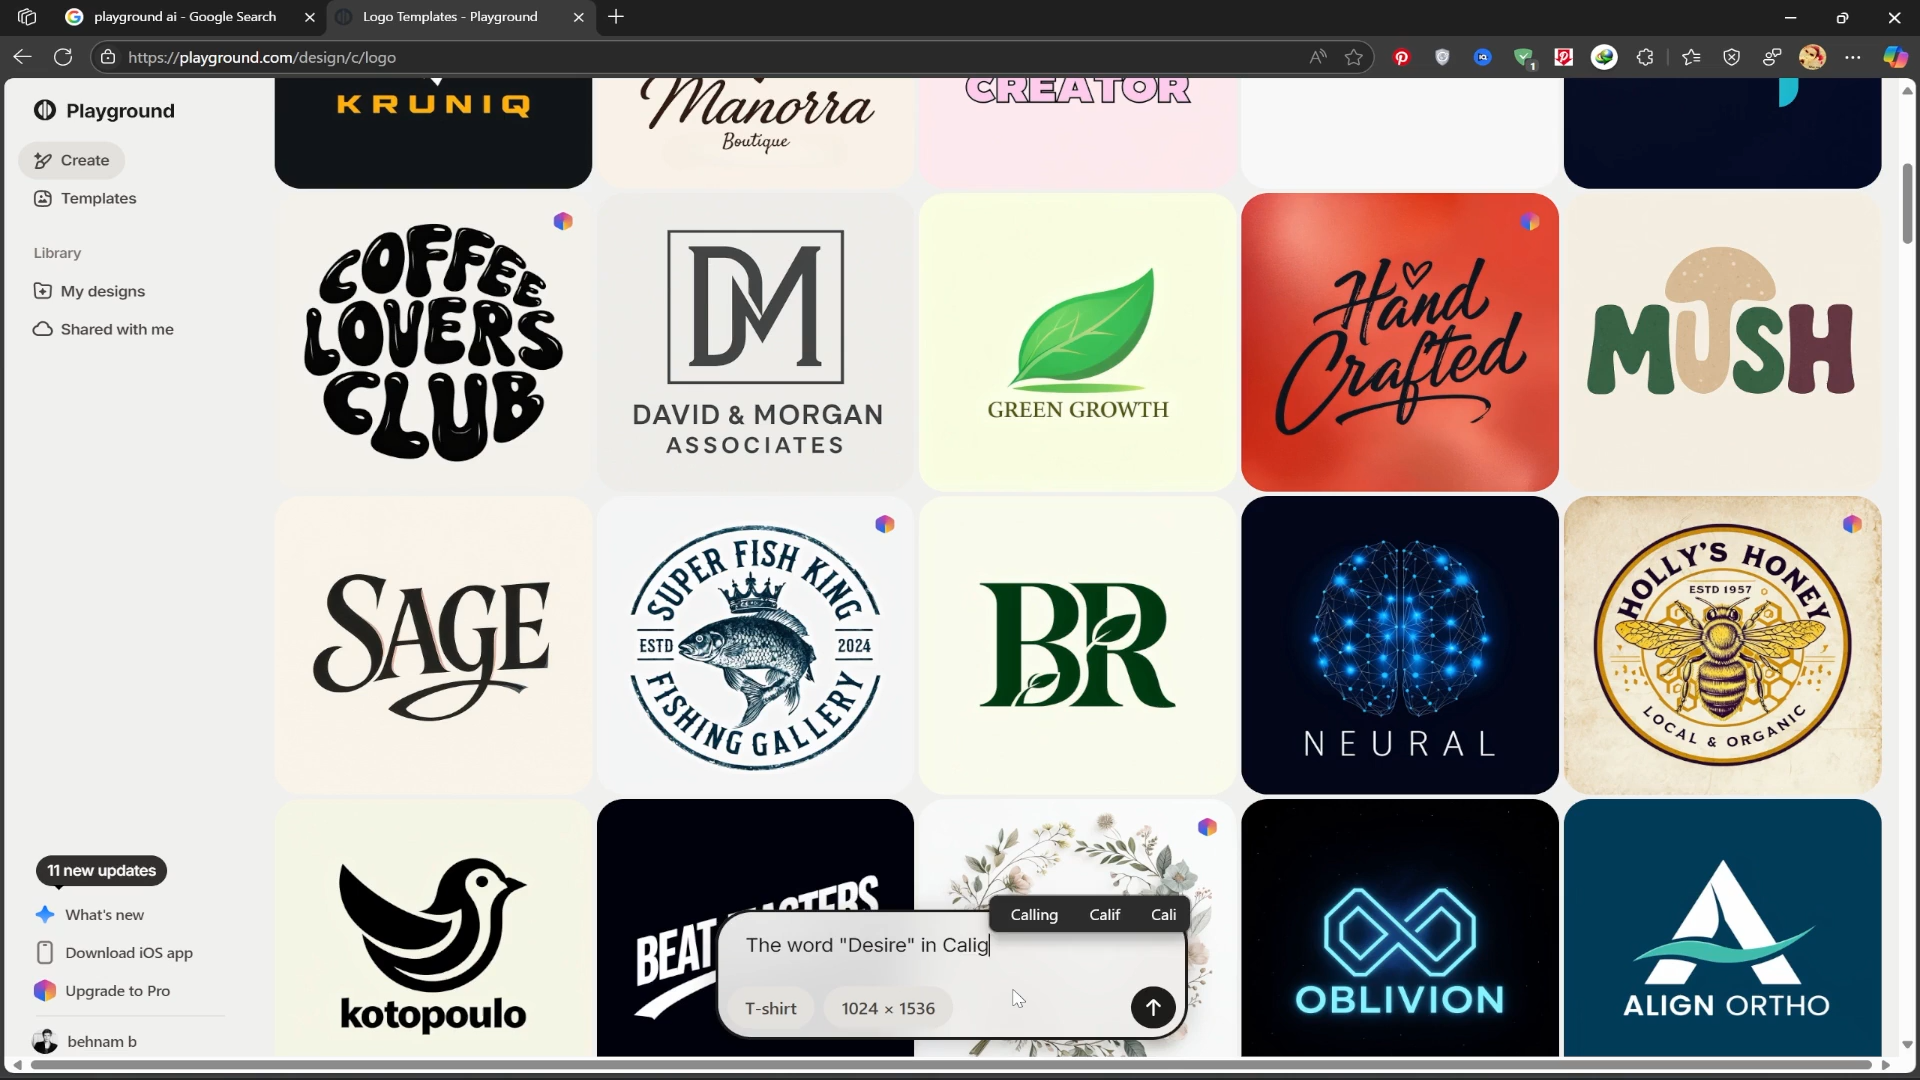 playground ai - Google Search
Logo Templates - Playground
https://playground.com/design/c/logo
1
Playground
Create
Templates
Library
My designs
Shared with me
11 new updates
What's new
Download iOS app
Upgrade to Pro
behnam b
KRUNIQ
Manorra
Boutique
CREATOR
COFFEE
LOVERS
CLUB
DM
DAVID & MORGAN
ASSOCIATES
GREEN GROWTH
Hand
Crafted
MUSH
SAGE
SUPER FISH KING
ESTD
2024
FISHING GALLERY
BR
NEURAL
HOLLY'S HONEY
ESTD 1957
LOCAL & ORGANIC
kotopoulo
BEAT
OBLIVION
ALIGN ORTHO
Calling
Calif
Cali
The word "Desire" in Calig
T-shirt
1024 × 1536